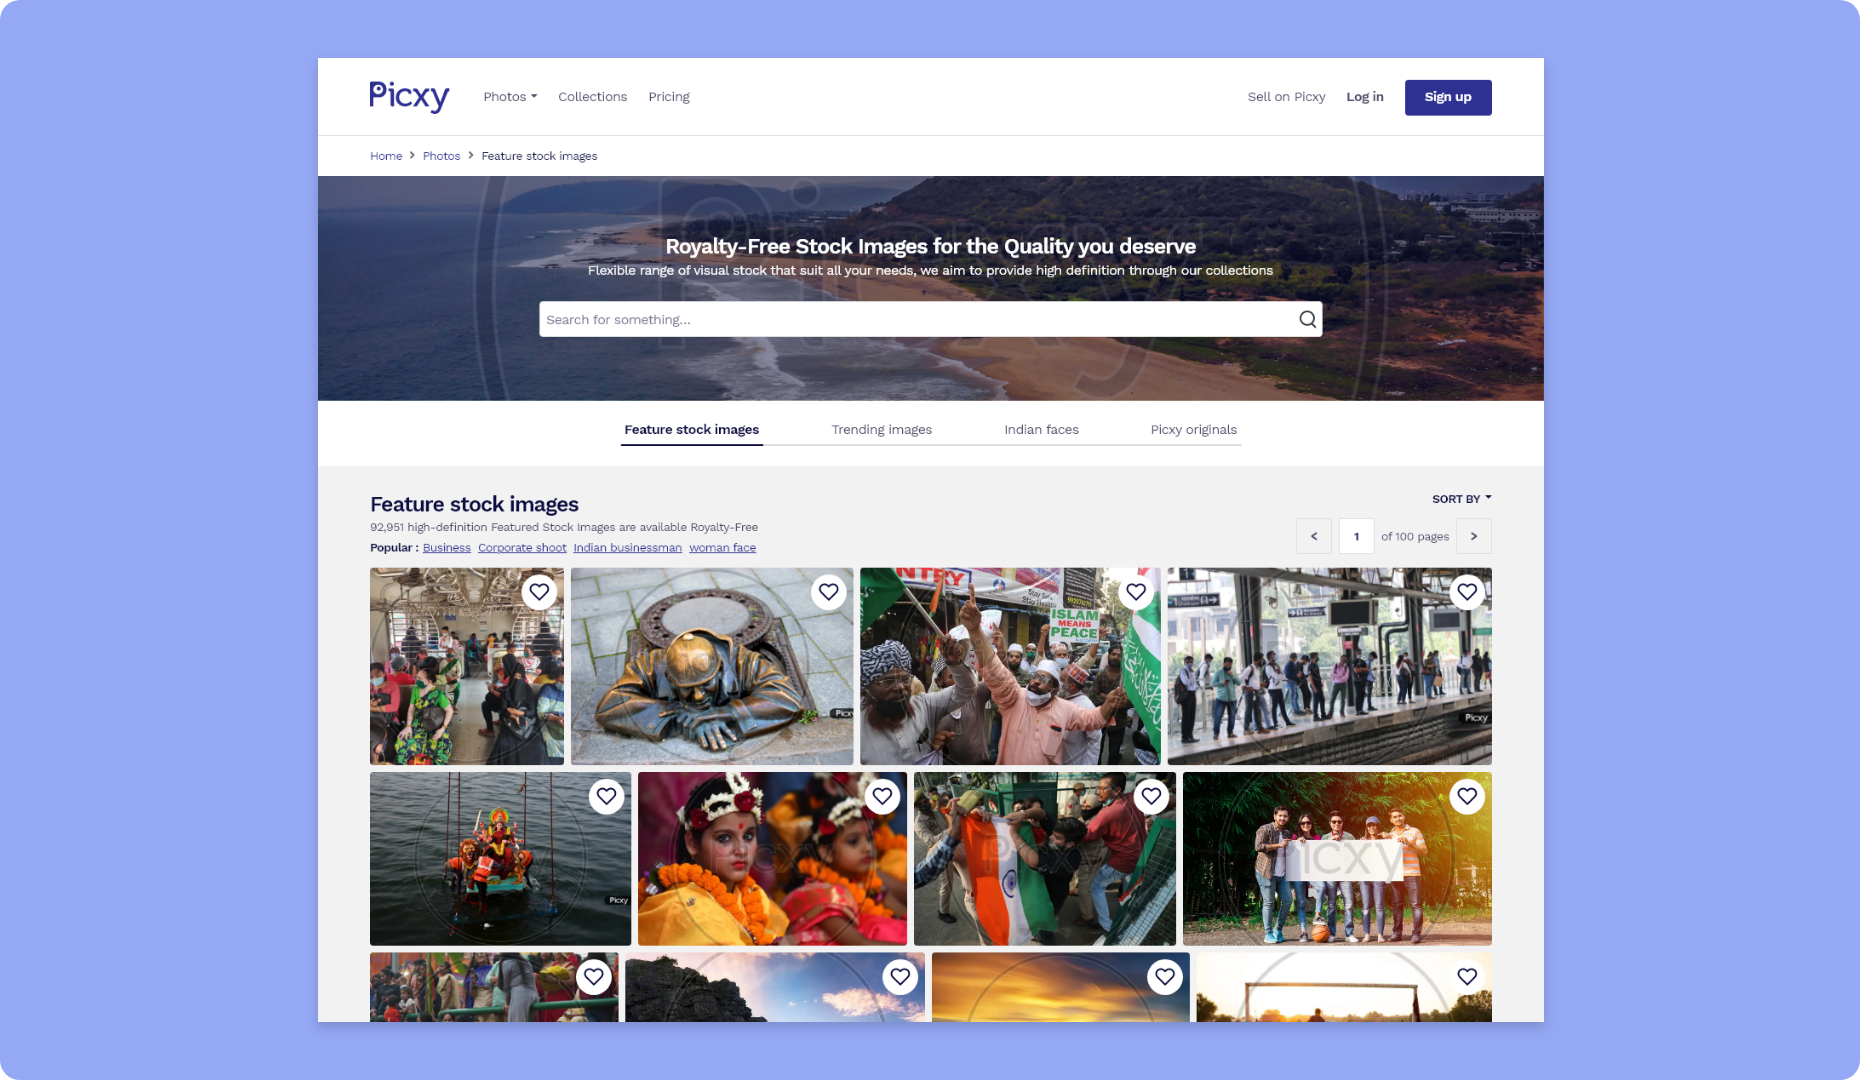 Picxy
Photos
Collections
Pricing
Sell on Picxy
Log in
Sign up
Home > Photos > Feature stock images
Royalty-Free Stock Images for the Quality you deserve
Flexible range of visual stock that suit all your needs, we aim to provide high definition through our collections
Search for something...
Feature stock images
Trending images
Indian faces
Picxy originals
Feature stock images
SORT BY
92,951 high-definition Featured Stock Images are available Royalty-Free
< 1 of 100 pages >
Popular : Business Corporate shoot Indian businessman woman face
NTRY
ISLAM
MEANS
PEACE
Picxy
Picxy
Picxy
Picxy